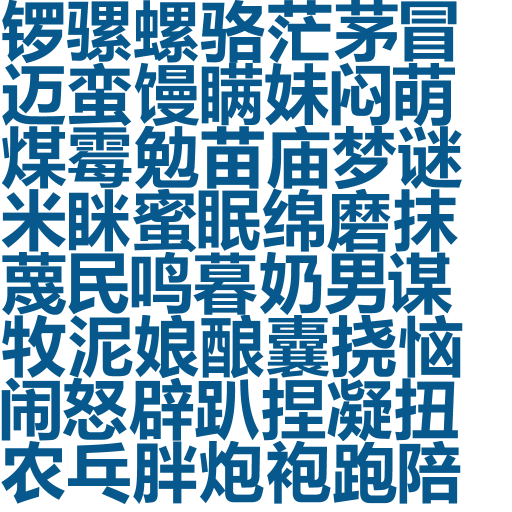 锣骡螺骆茫茅冒
迈蛮馒瞒妹闷萌
煤霉勉苗庙梦谜
米眯蜜眠绵磨抹
蔑民鸣暮奶男谋
牧泥娘酿囊挠恼
闹怒辟趴捏凝扭
农乓胖炮袍跑陪